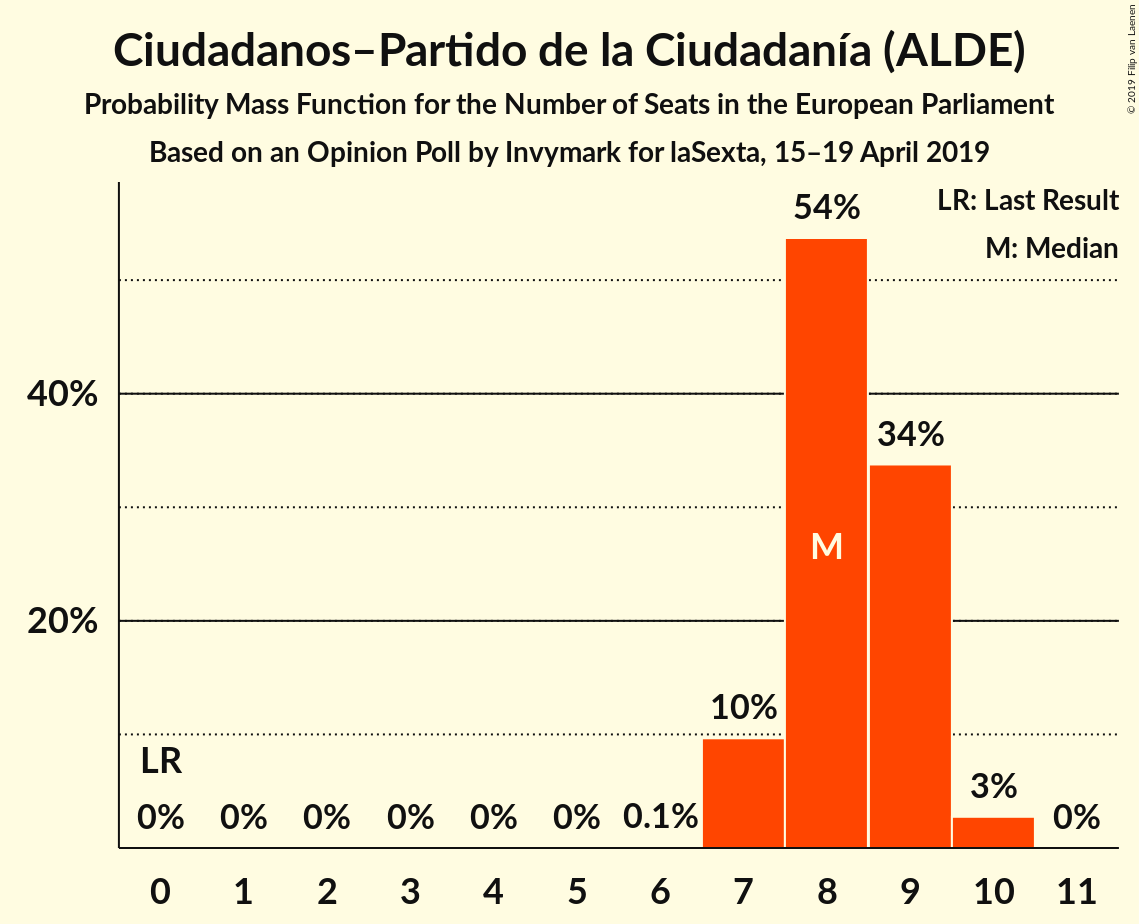 Ciudadanos–Partido de la Ciudadanía (ALDE)
Probability Mass Function for the Number of Seats in the European Parliament
Based on an Opinion Poll by Invymark for laSexta, 15–19 April 2019
© 2019 Filip van Laenen
LR: Last Result
M: Median
54%
40%
34%
M
20%
10%
LR
3%
0% 0% 0% 0% 0% 0% 0.1% 0%
0 1 2 3 4 5 6 7 8 9 10 11